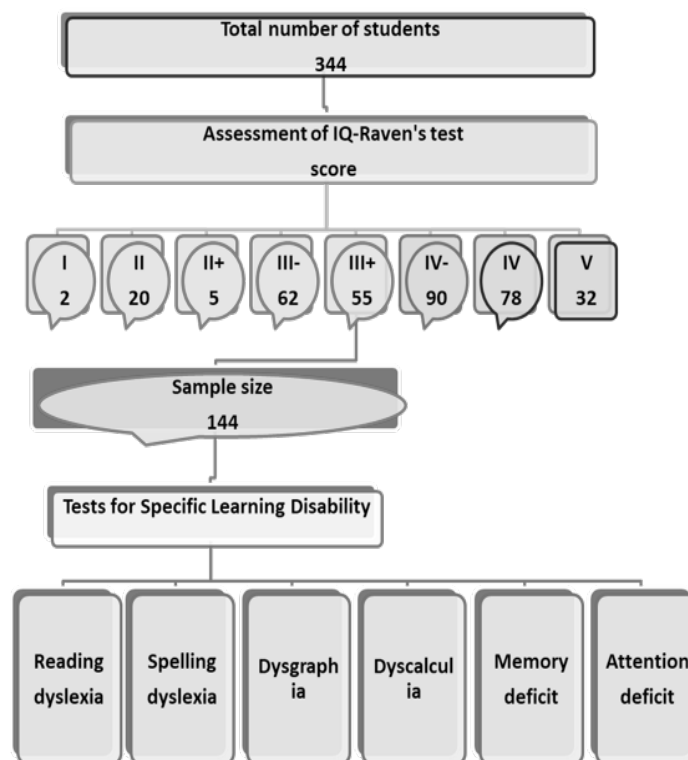 Total number of students
344
Assessment of IQ-Raven's test
score
I
2
II
20
II+
5
III-
62
III+
55
IV-
90
IV
78
V
32
Sample size
144
Tests for Specific Learning Disability
Reading
dyslexia
Spelling
dyslexia
Dysgraph
ia
Dyscalcul
ia
Memory
deficit
Attention
deficit